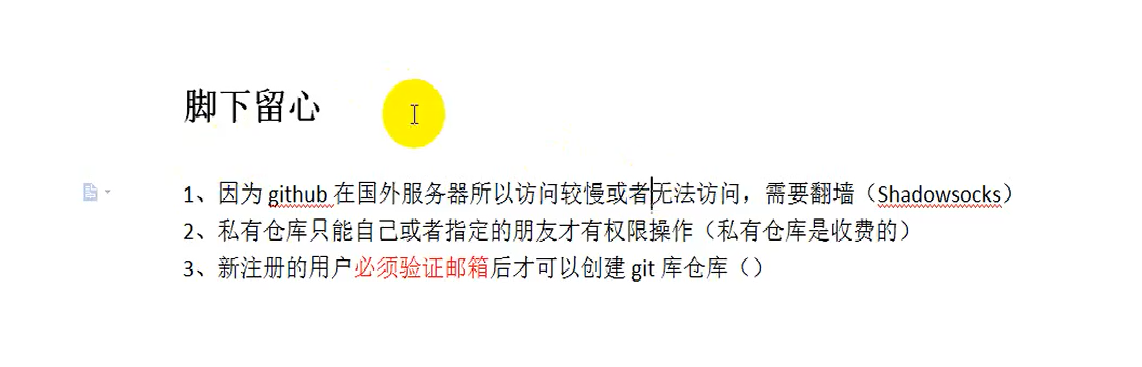 脚下留心
1、因为 github 在国外服务器所以访问较慢或者无法访问，需要翻墙（Shadowsocks）
2、私有仓库只能自己或者指定的朋友才有权限操作（私有仓库是收费的）
3、新注册的用户必须验证邮箱后才可以创建 git 库仓库（）